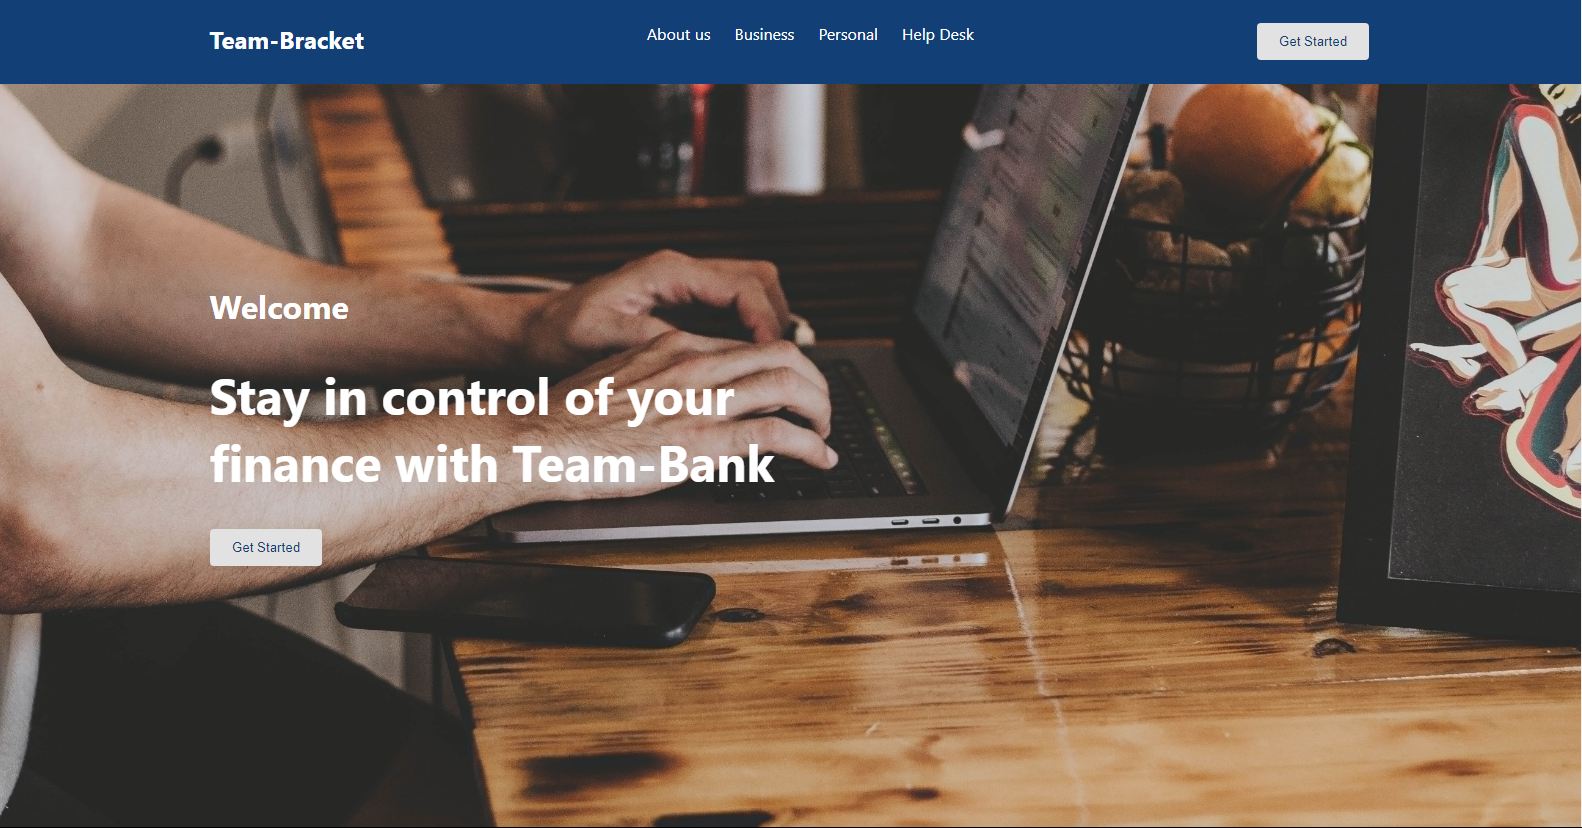 Team-Bracket
About us Business Personal Help Desk
Get Started
Welcome
Stay in control of your
finance with Team-Bank
Get Started